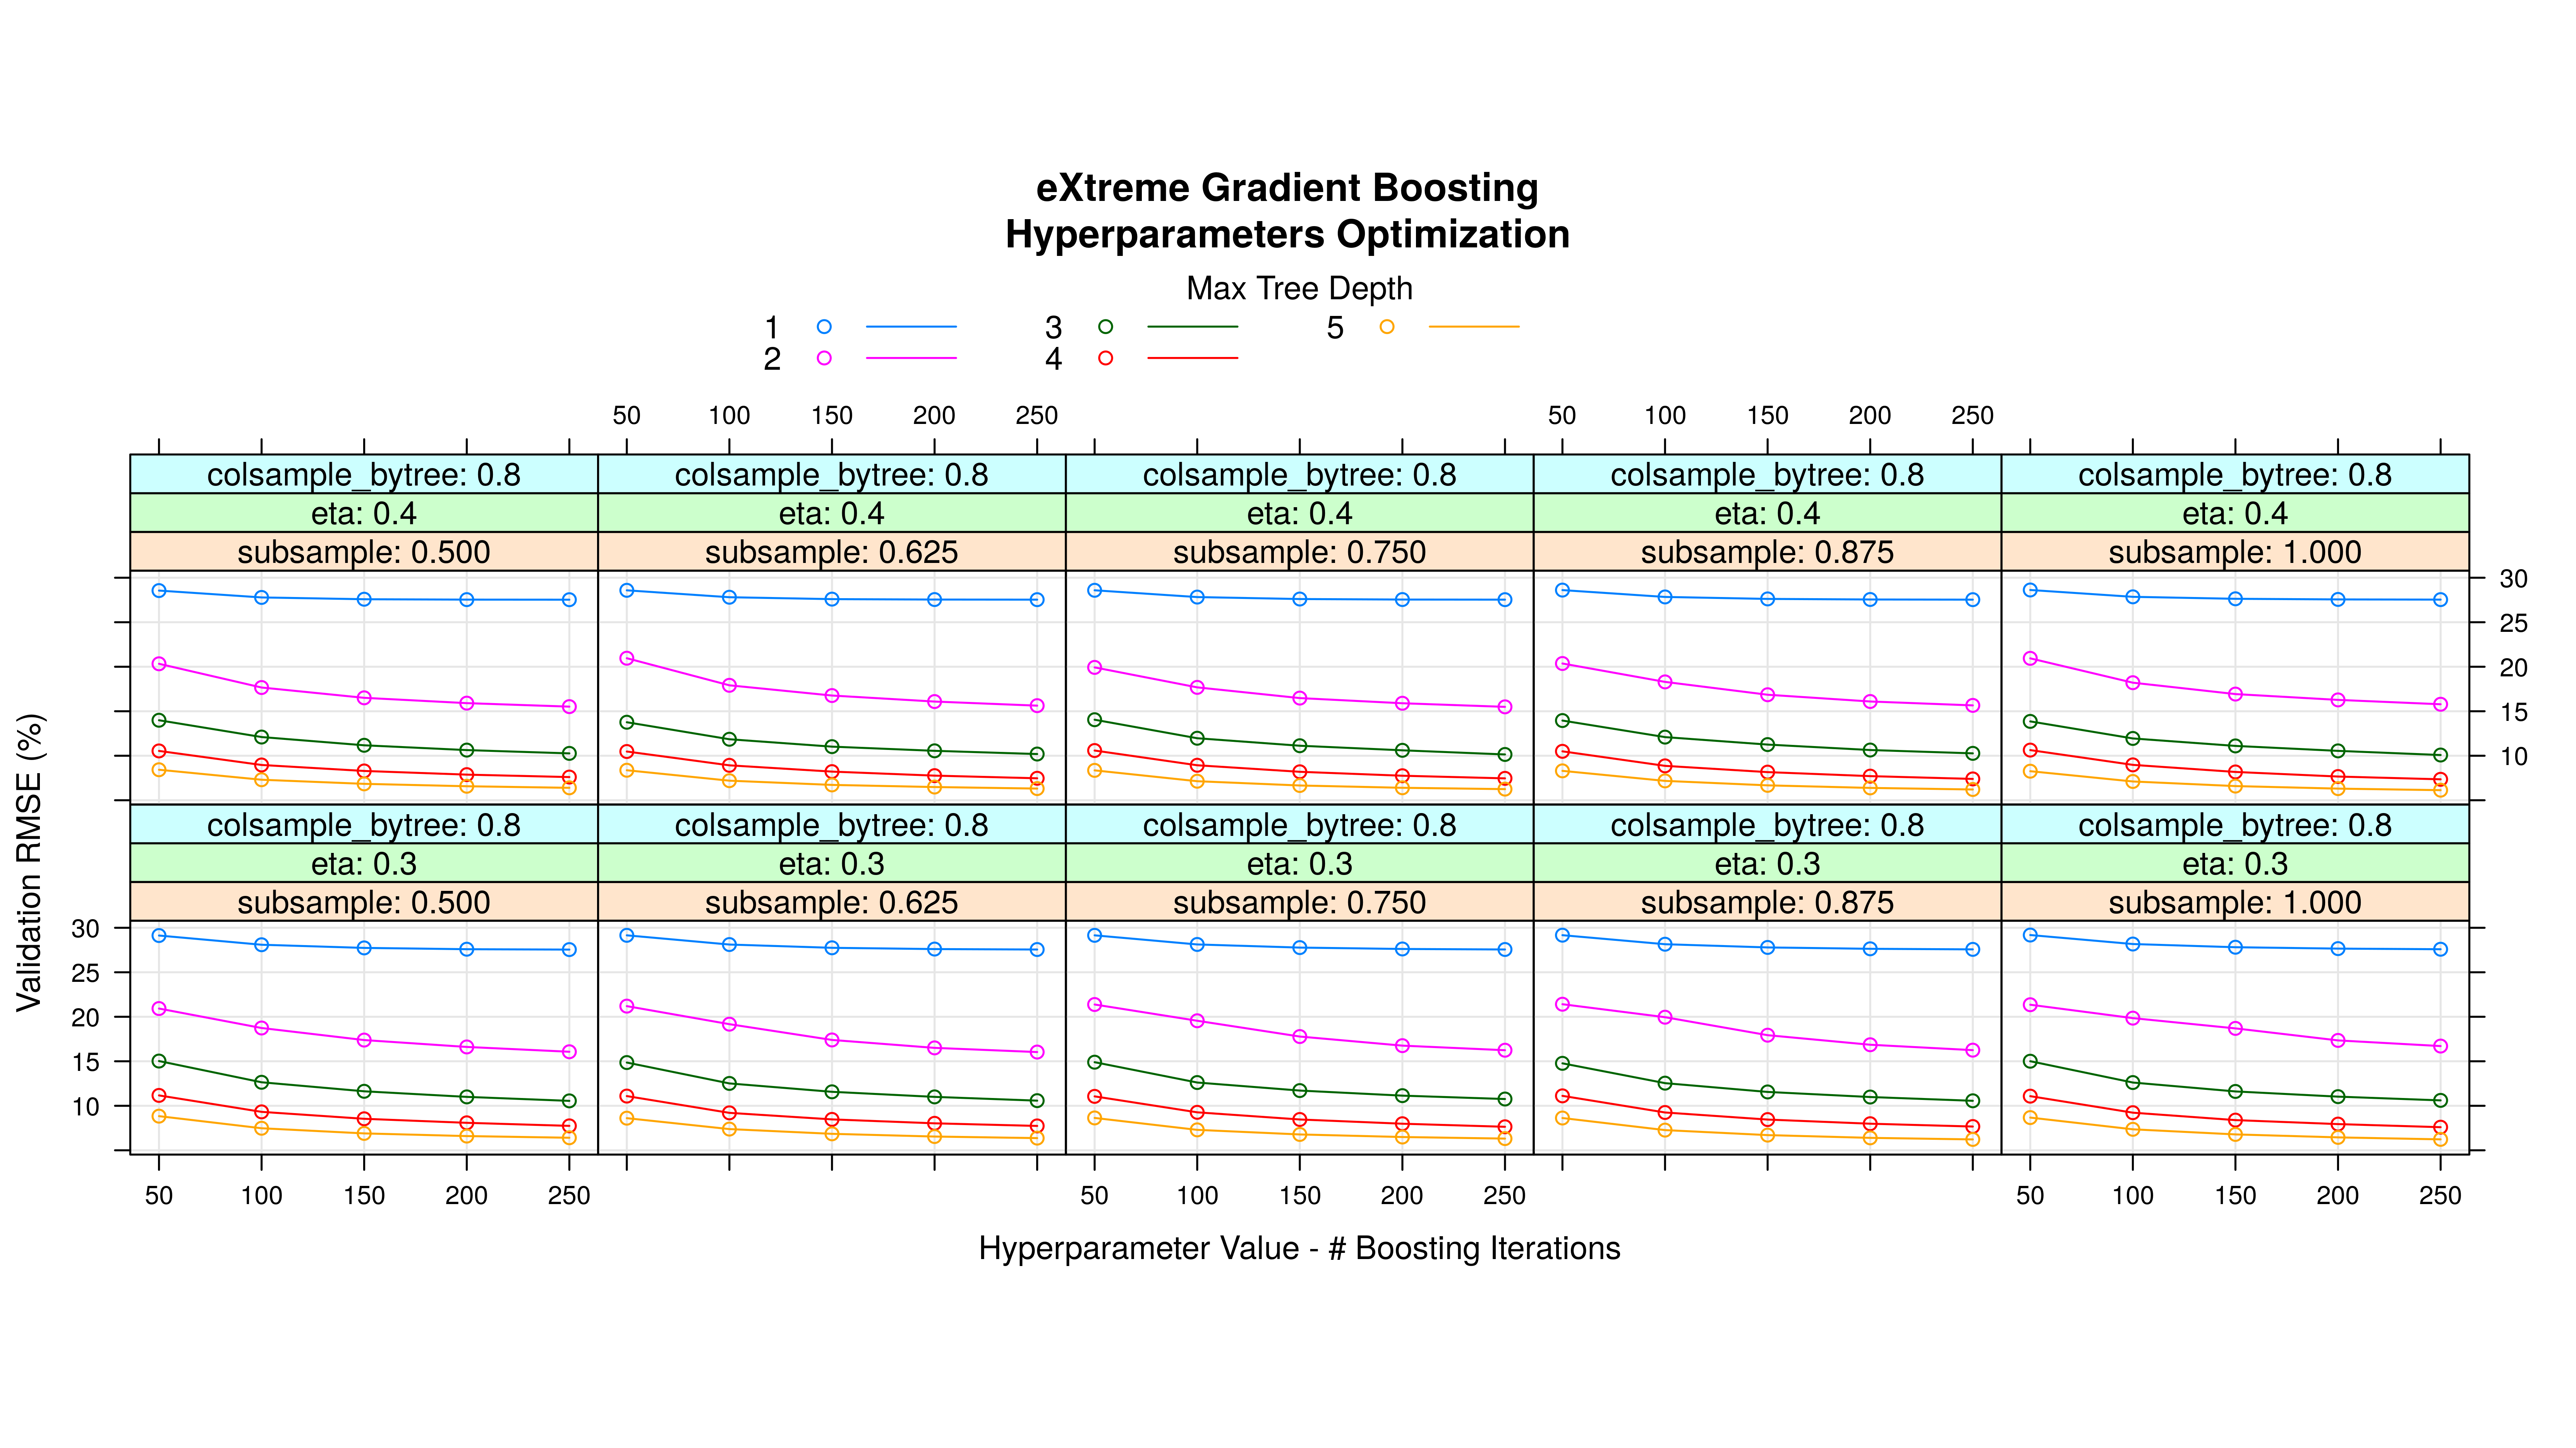 eXtreme Gradient Boosting
Hyperparameters Optimization
Max Tree Depth
1 3 5
2 4
50 100 150 200 250 50 100 150 200 250
colsample_bytree: 0.8 colsample_bytree: 0.8 colsample_bytree: 0.8 colsample_bytree: 0.8 colsample_bytree: 0.8
eta: 0.4 eta: 0.4 eta: 0.4 eta: 0.4 eta: 0.4
subsample: 0.500 subsample: 0.625 subsample: 0.750 subsample: 0.875 subsample: 1.000
30
25
20
15
10
colsample_bytree: 0.8 colsample_bytree: 0.8 colsample_bytree: 0.8 colsample_bytree: 0.8 colsample_bytree: 0.8
eta: 0.3 eta: 0.3 eta: 0.3 eta: 0.3 eta: 0.3
subsample: 0.500 subsample: 0.625 subsample: 0.750 subsample: 0.875 subsample: 1.000
30
25
20
15
10
Validation RMSE (%)
50 100 150 200 250 50 100 150 200 250 50 100 150 200 250
Hyperparameter Value - # Boosting Iterations